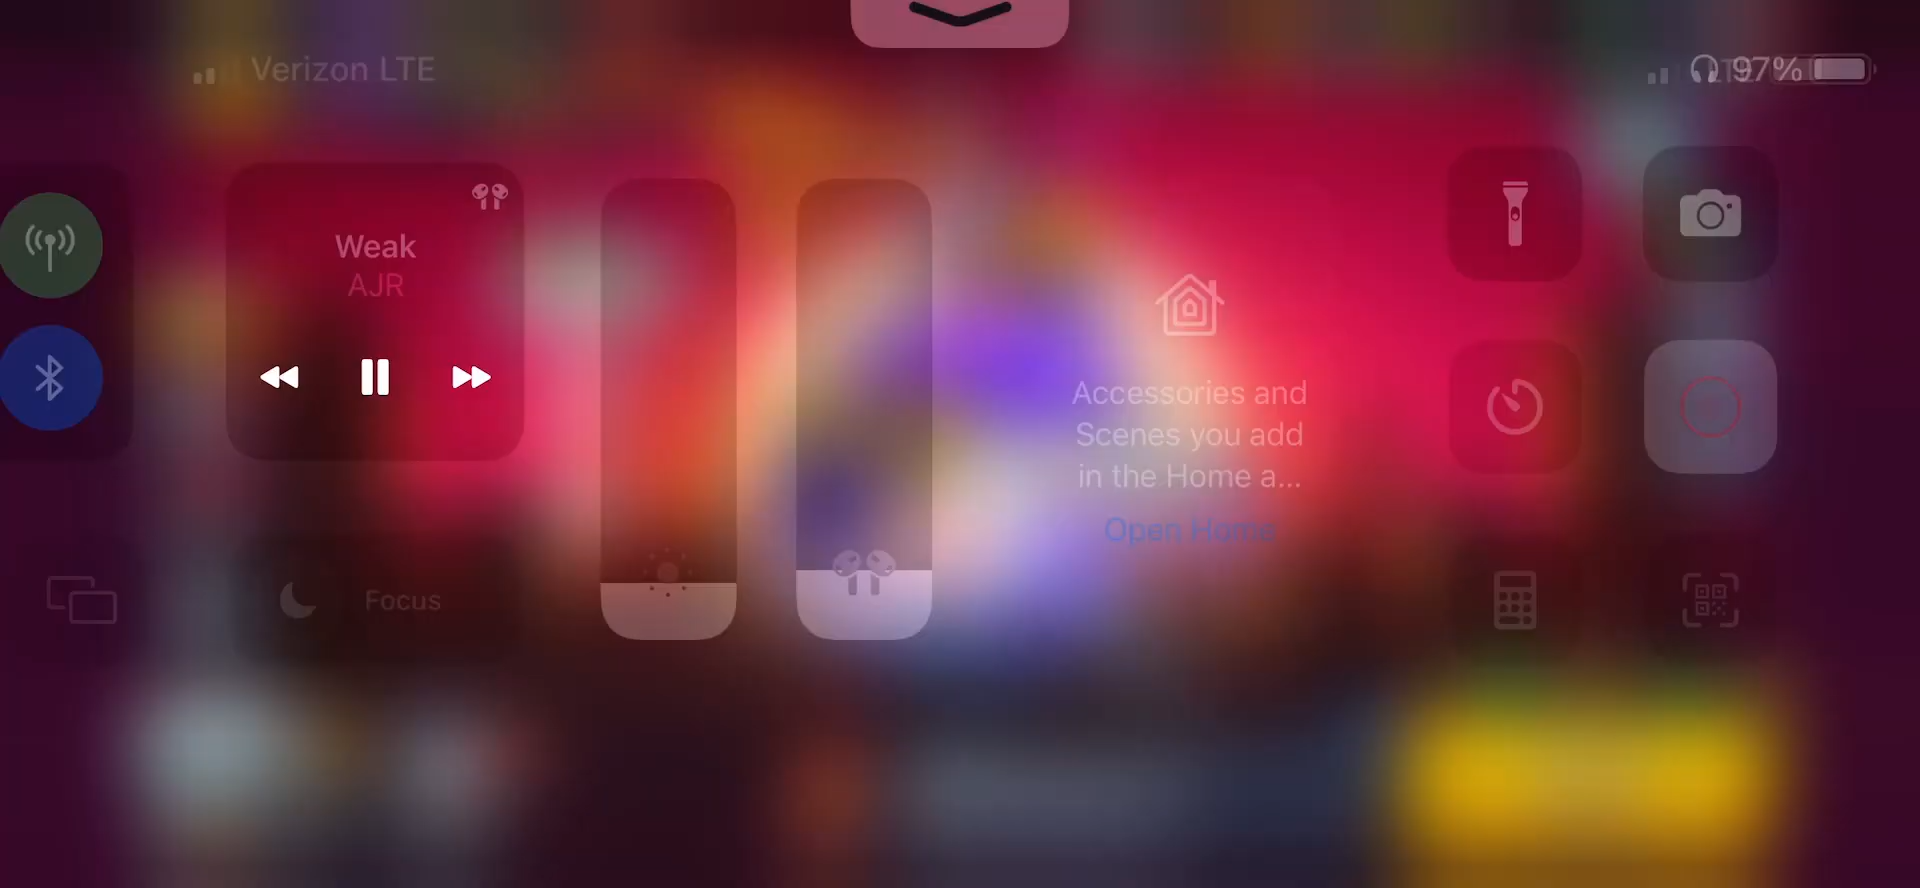 Verizon LTE
97%
Weak
AJR
Accessories and
Scenes you add
in the Home a...
Open Home
Focus